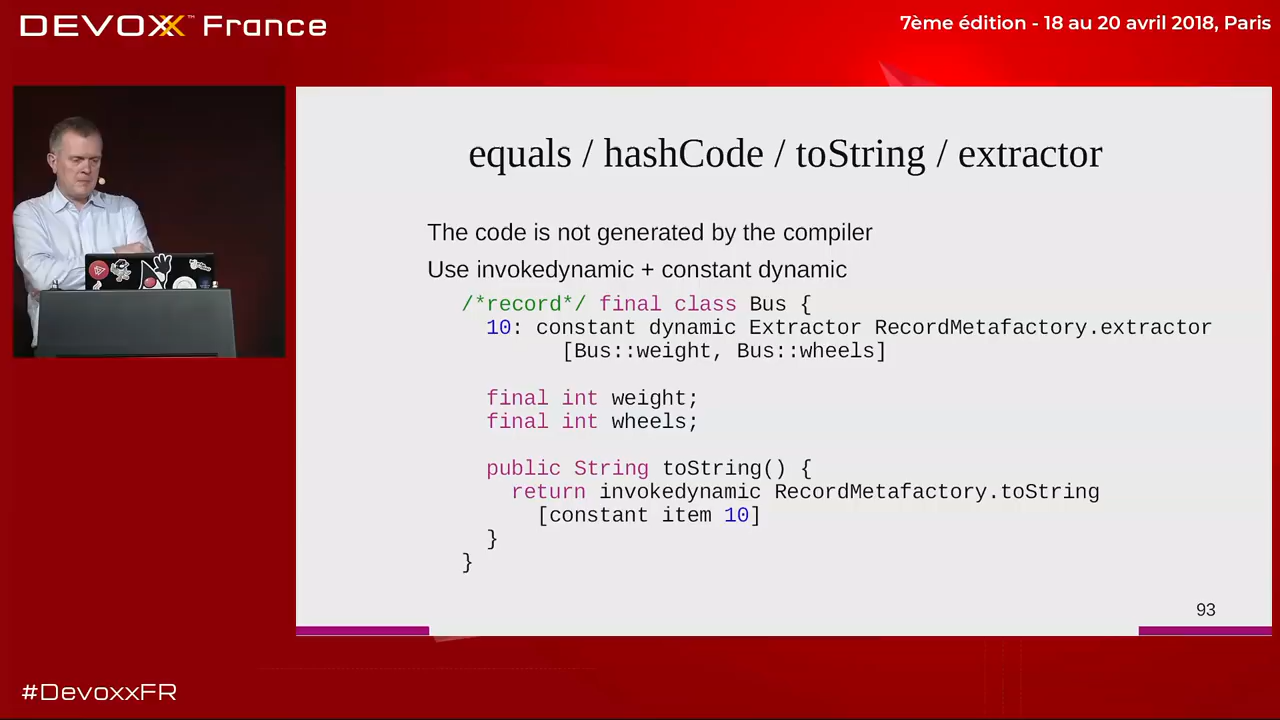 DEVOXX™ France
7ème édition - 18 au 20 avril 2018, Paris
equals / hashCode / toString / extractor
The code is not generated by the compiler
Use invokedynamic + constant dynamic
/*record*/ final class Bus {
10: constant dynamic Extractor RecordMetafactory.extractor
[Bus::weight, Bus::wheels]
final int weight;
final int wheels;
public String toString() {
return invokedynamic RecordMetafactory.toString
[constant item 10]
}
}
93
#DevoxxFR